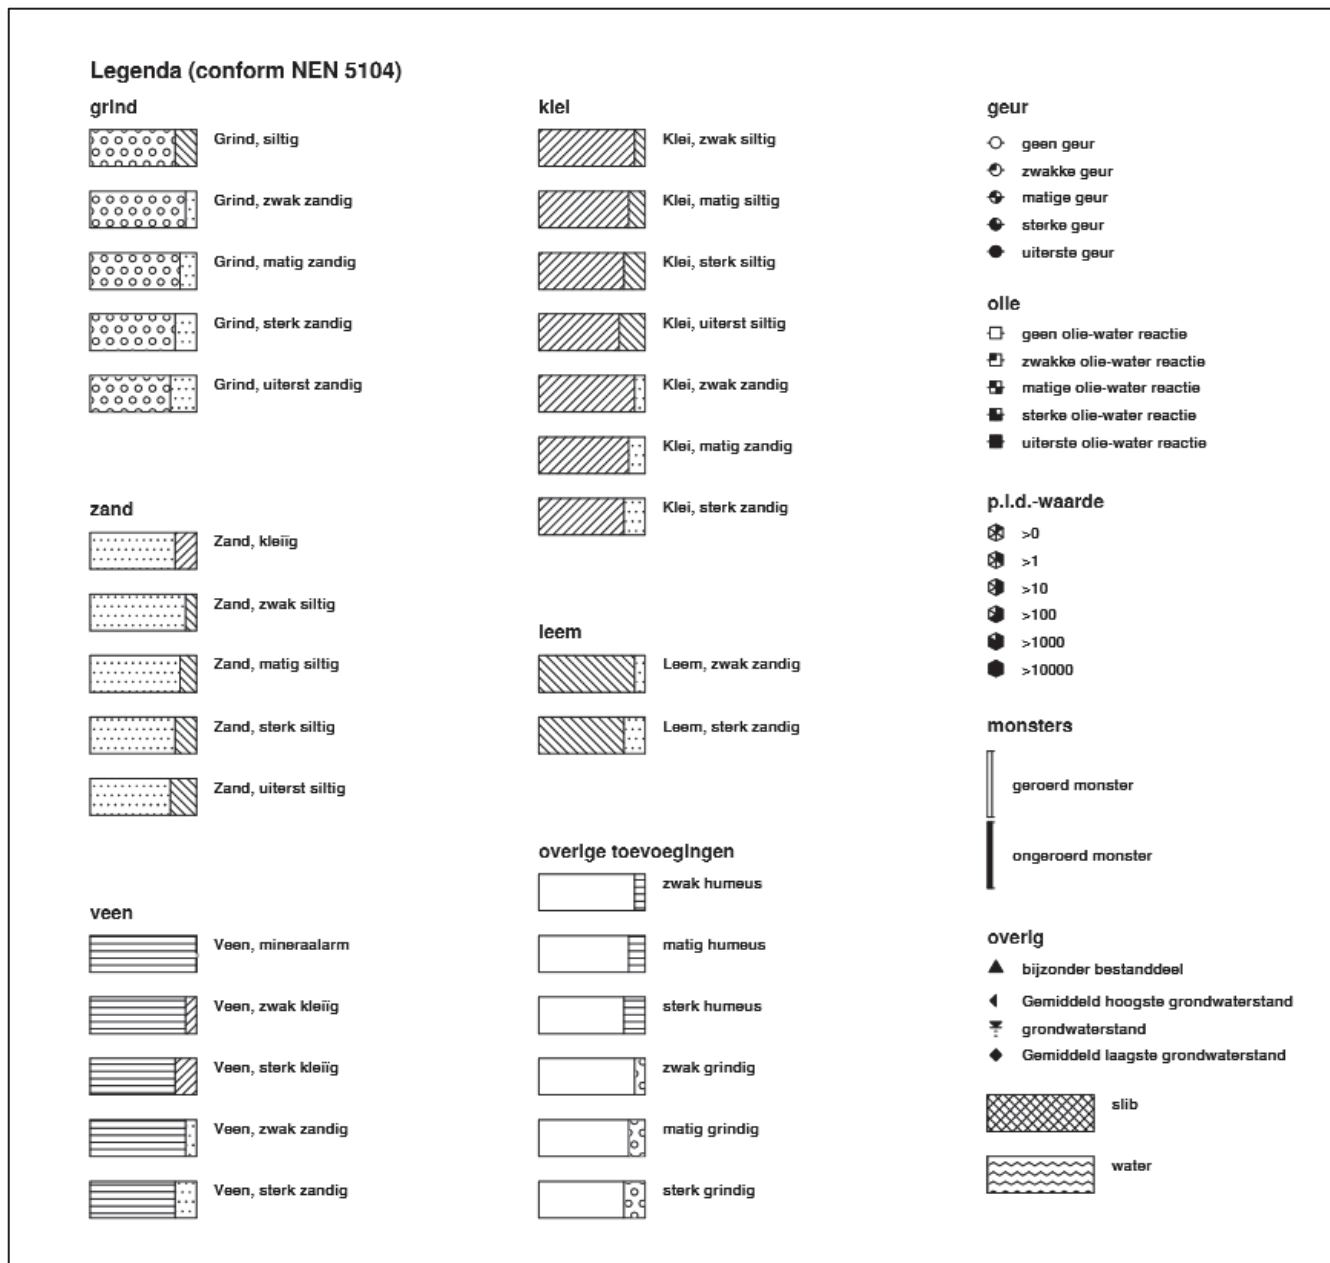 Legenda (conform NEN 5104)
grind
Grind, siltig
Grind, zwak zandig
Grind, matig zandig
Grind, sterk zandig
Grind, uiterst zandig
zand
Zand, kleiïg
Zand, zwak siltig
Zand, matig siltig
Zand, sterk siltig
Zand, uiterst siltig
veen
Veen, mineraalarm
Veen, zwak kleiïg
Veen, sterk kleiïg
Veen, zwak zandig
Veen, sterk zandig
klei
Klei, zwak siltig
Klei, matig siltig
Klei, sterk siltig
Klei, uiterst siltig
Klei, zwak zandig
Klei, matig zandig
Klei, sterk zandig
leem
Leem, zwak zandig
Leem, sterk zandig
overige toevoegingen
zwak humeus
matig humeus
sterk humeus
zwak grindig
matig grindig
sterk grindig
geur
geen geur
zwakke geur
matige geur
sterke geur
uiterste geur
olie
geen olie-water reactie
zwakke olie-water reactie
matige olie-water reactie
sterke olie-water reactie
uiterste olie-water reactie
p.i.d.-waarde
>0
>1
>10
>100
>1000
>10000
monsters
geroerd monster
ongeroerd monster
overig
bijzonder bestanddeel
Gemiddeld hoogste grondwaterstand
grondwaterstand
Gemiddeld laagste grondwaterstand
slib
water